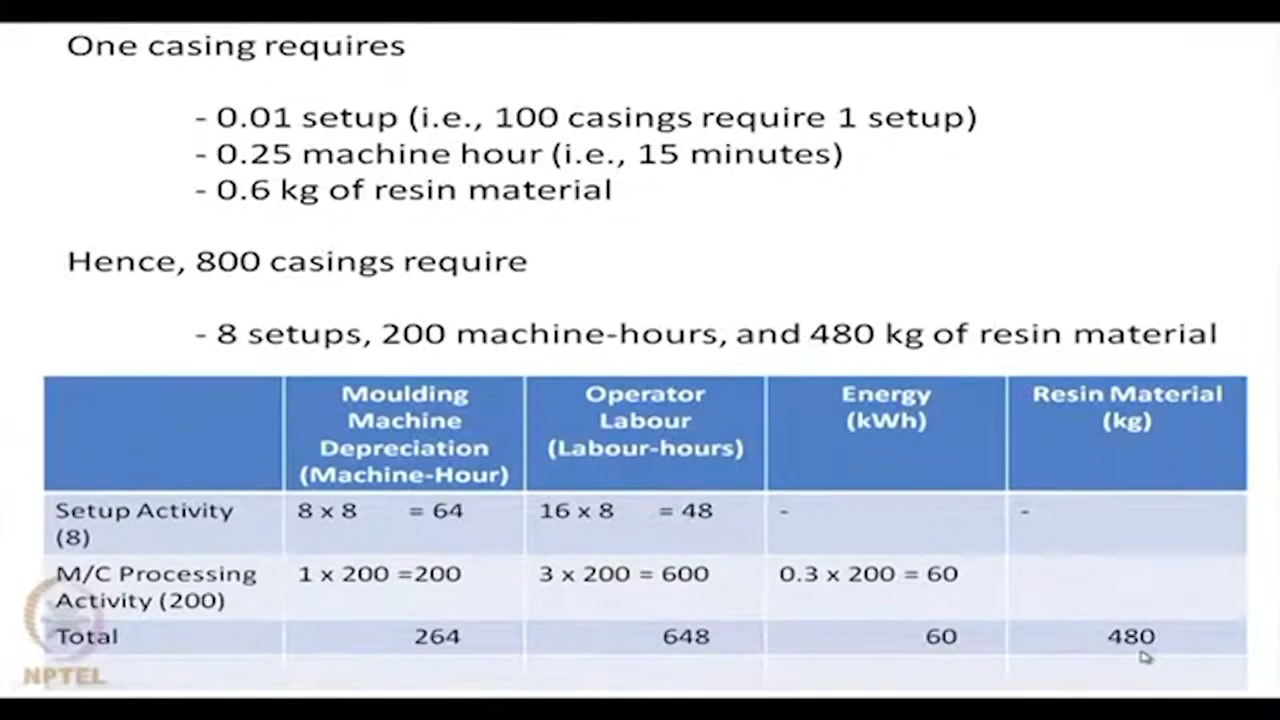 One casing requires
- 0.01 setup (i.e., 100 casings require 1 setup)
- 0.25 machine hour (i.e., 15 minutes)
- 0.6 kg of resin material
Hence, 800 casings require
- 8 setups, 200 machine-hours, and 480 kg of resin material
Moulding Machine Depreciation (Machine-Hour)
Operator Labour (Labour-hours)
Energy (kWh)
Resin Material (kg)
Setup Activity (8) 8 x 8 = 64 16 x 8 = 48 - -
M/C Processing Activity (200) 1 x 200 =200 3 x 200 = 600 0.3 x 200 = 60
Total 264 648 60 480
NPTEL